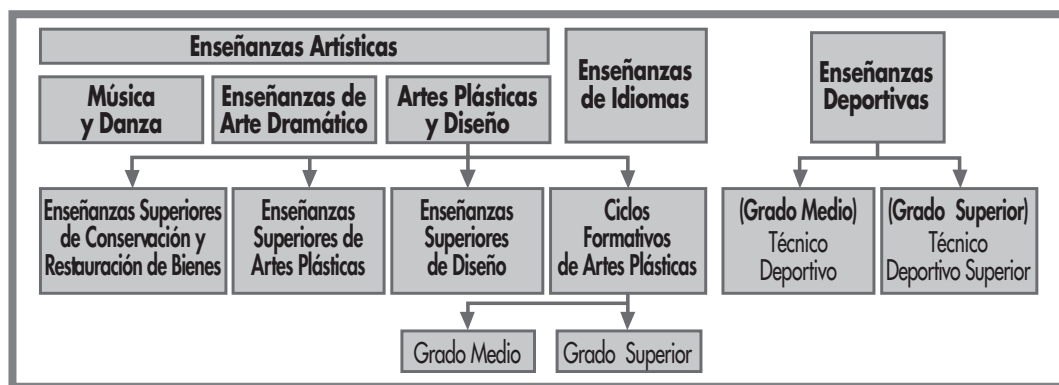 Enseñanzas Artísticas
Música
y Danza
Enseñanzas de
Arte Dramático
Artes Plásticas
y Diseño
Enseñanzas
de Idiomas
Enseñanzas
Deportivas
Enseñanzas Superiores
de Conservación y
Restauración de Bienes
Enseñanzas
Superiores de
Artes Plásticas
Enseñanzas
Superiores
de Diseño
Ciclos
Formativos
de Artes Plásticas
(Grado Medio)
Técnico
Deportivo
(Grado Superior)
Técnico
Deportivo Superior
Grado Medio
Grado Superior